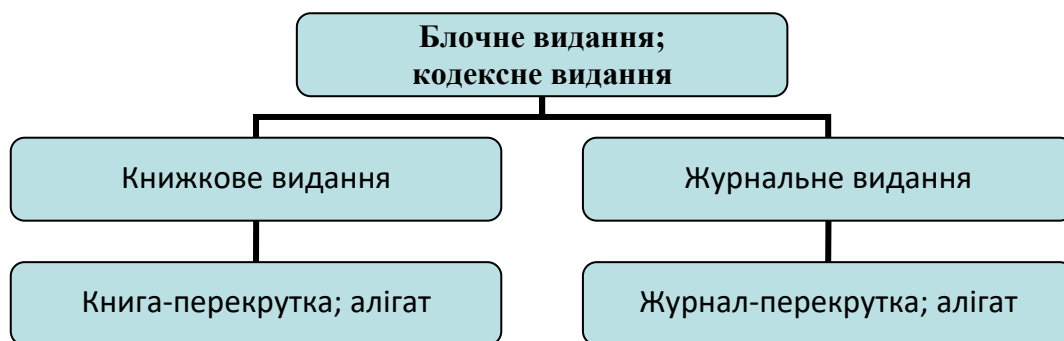 Блочне видання;
кодексне видання
Книжкове видання
Журнальне видання
Книга-перекрутка; алігат
Журнал-перекрутка; алігат